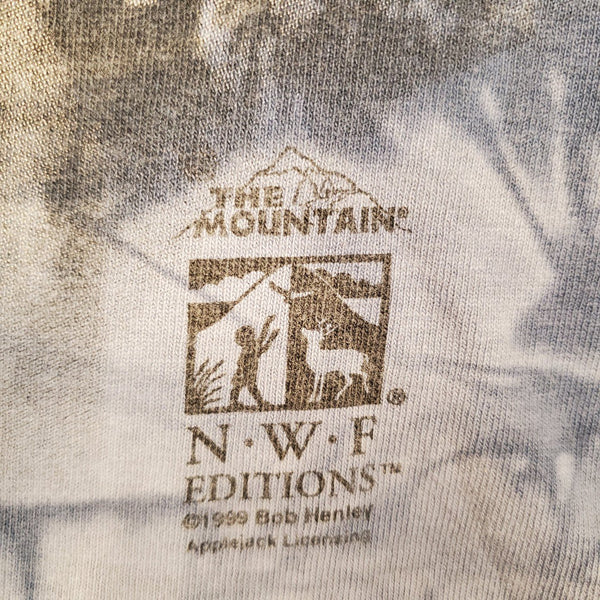 THE
MOUNTAIN®
®
N·W·F
EDITIONS™
©1999 Bob Henley
Applejack Licensing